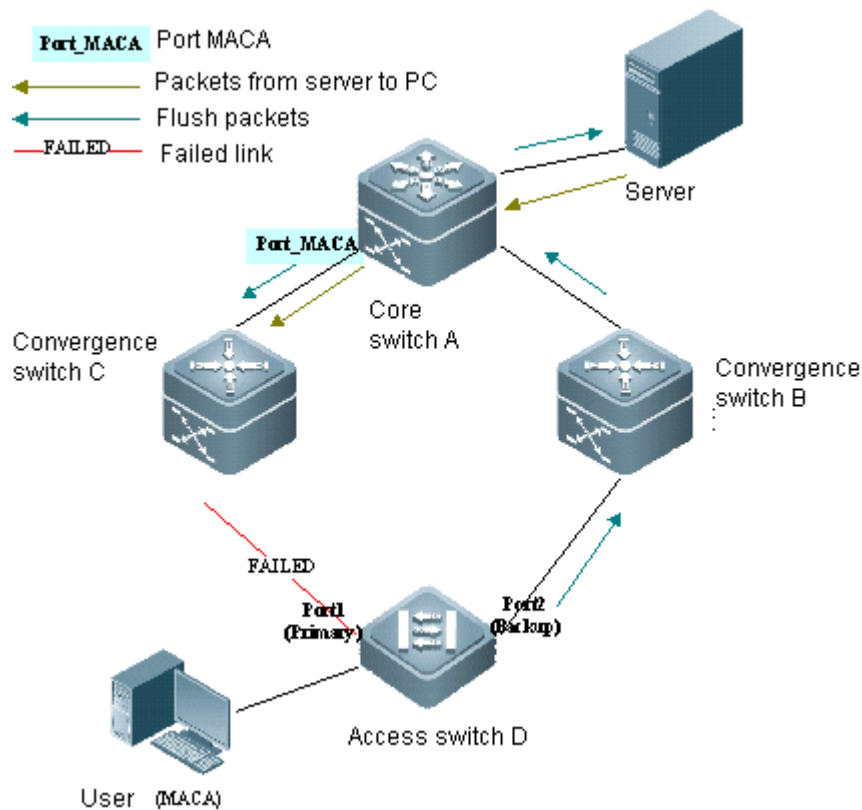 Port_MACA Port MACA
Packets from server to PC
Flush packets
FAILED Failed link
Server
Port_MACA
Core
switch A
Convergence
switch C
Convergence
switch B
FAILED
Port1
(Primary)
Port2
(Backup)
Access switch D
User (MACA)